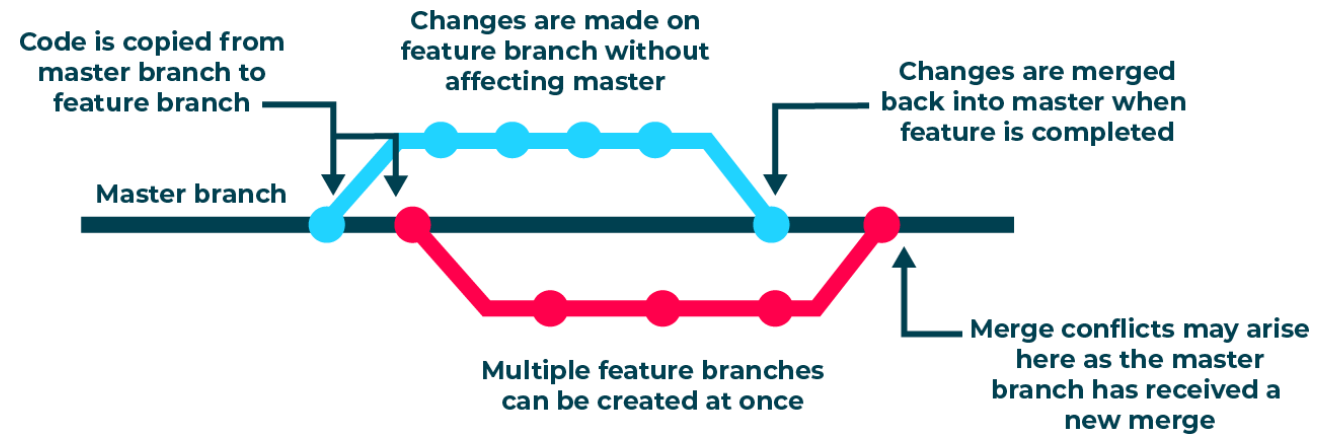 Code is copied from
master branch to
feature branch
Changes are made on
feature branch without
affecting master
Changes are merged
back into master when
feature is completed
Master branch
Multiple feature branches
can be created at once
Merge conflicts may arise
here as the master
branch has received a
new merge